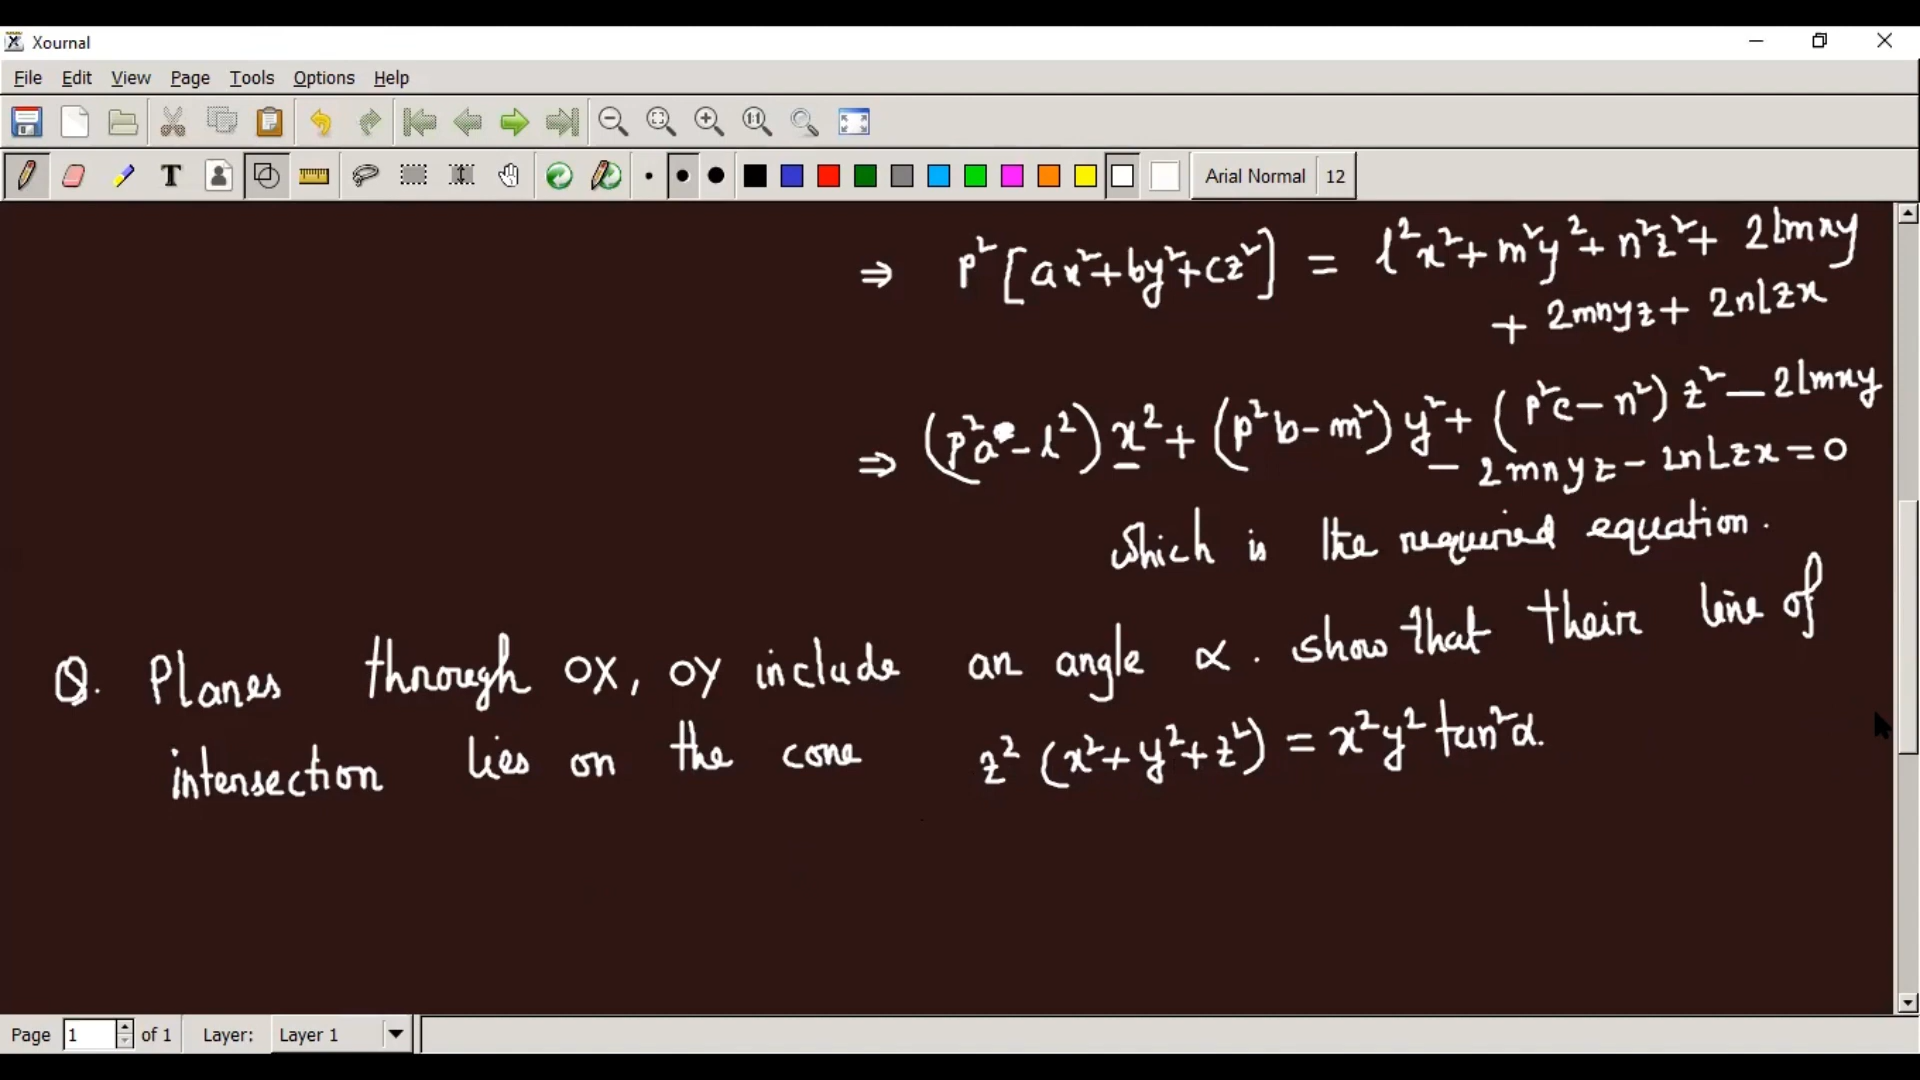 Xournal
File Edit View Page Tools Options Help
T Arial Normal 12
⇒ p²[ax²+by²+cz²] = l²x²+m²y²+n²z²+ 2lmxy
+ 2mnyz+ 2nlzx
⇒ (p²a-l²)x²+(p²b-m²)y²+(p²c-n²)z²-2lmxy
- 2mnyz-2nlzx=0
which is the required equation.
Q. Planes through OX, OY include an angle α. show that their line of
intersection lies on the cone z²(x²+y²+z²) = x²y²tan²α.
Page 1 of 1 Layer: Layer 1